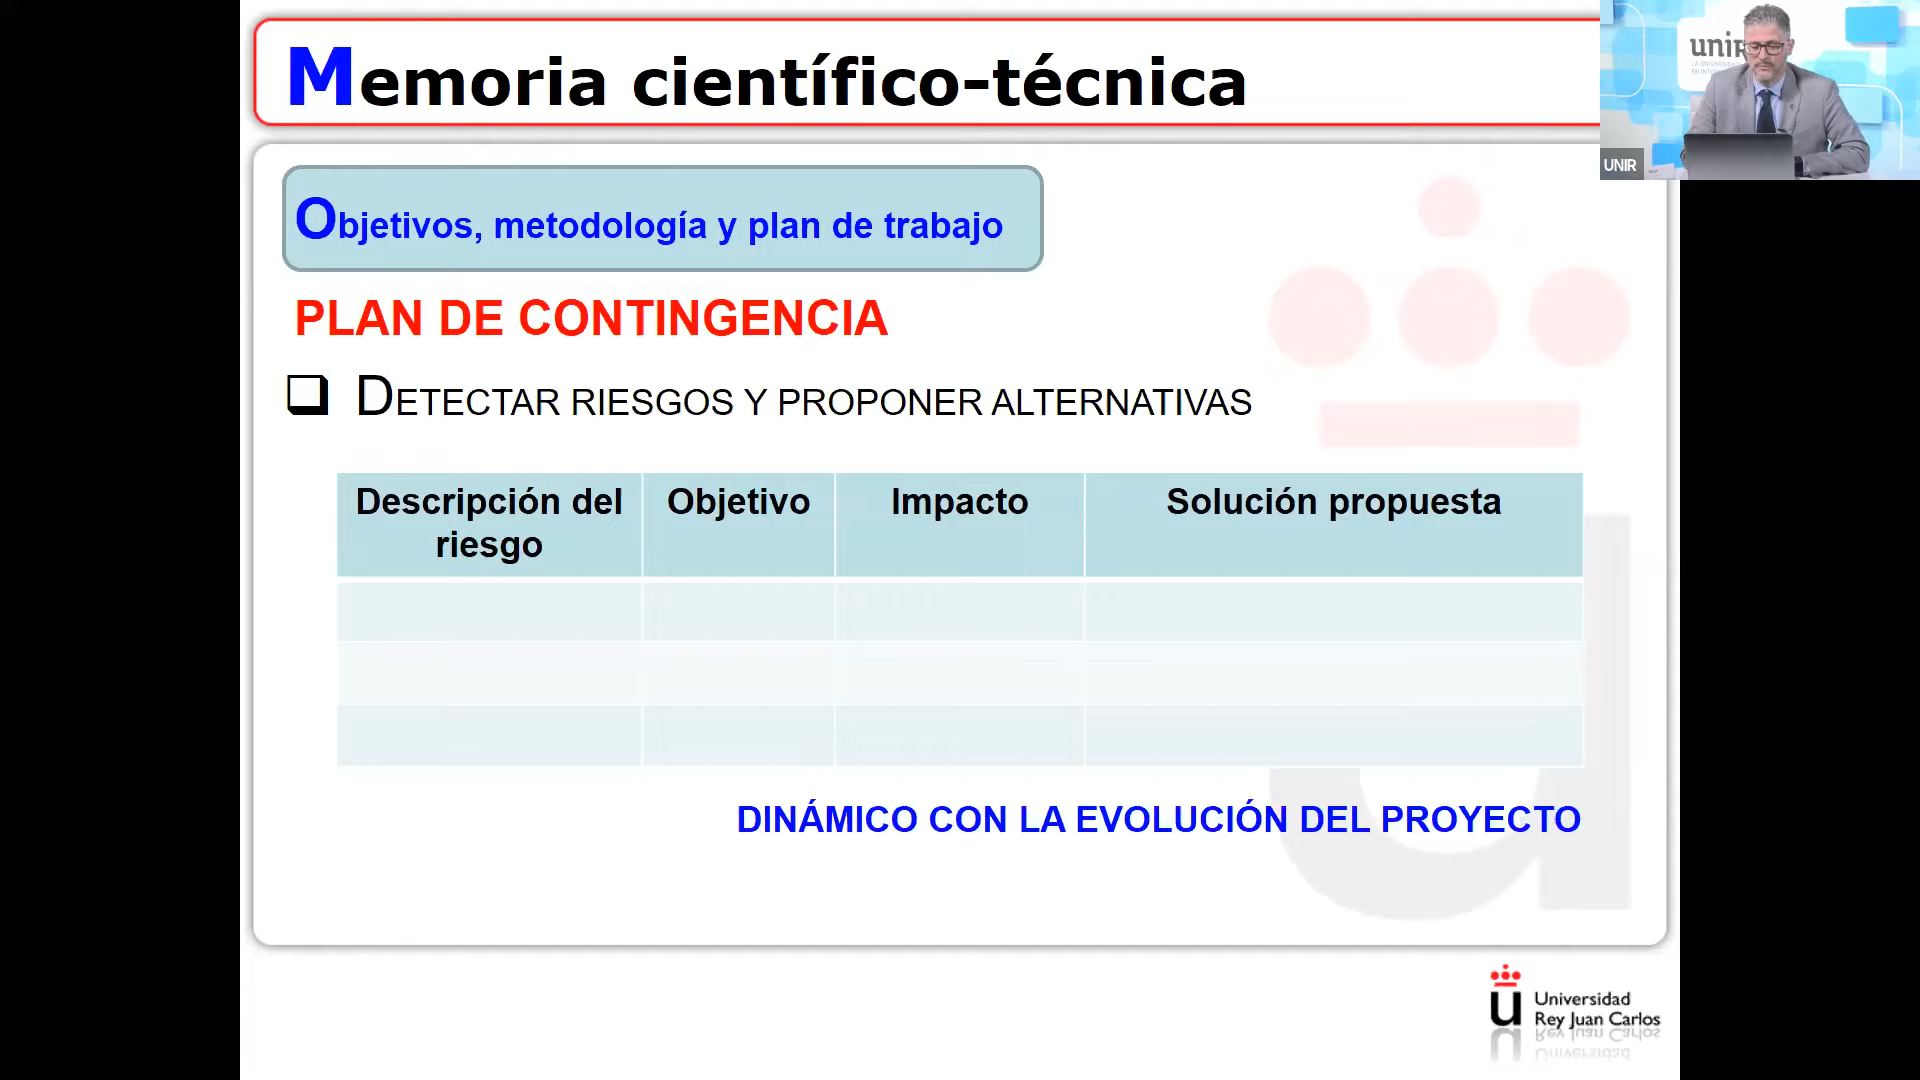 Memoria científico-técnica
Objetivos, metodología y plan de trabajo
PLAN DE CONTINGENCIA
DETECTAR RIESGOS Y PROPONER ALTERNATIVAS
Descripción del riesgo
Objetivo
Impacto
Solución propuesta
DINÁMICO CON LA EVOLUCIÓN DEL PROYECTO
u Universidad
Rey Juan Carlos
UNIR